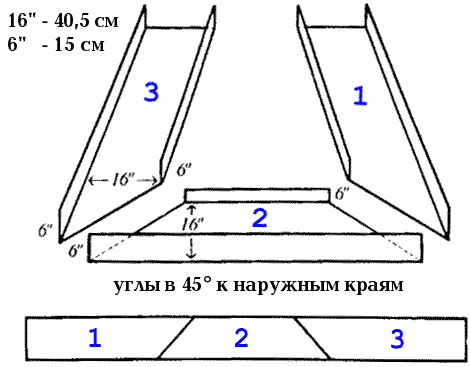 16" - 40,5 см
6" - 15 см
3
1
16"
6"
6"
6"
6"
2
16"
углы в 45° к наружным краям
1 2 3